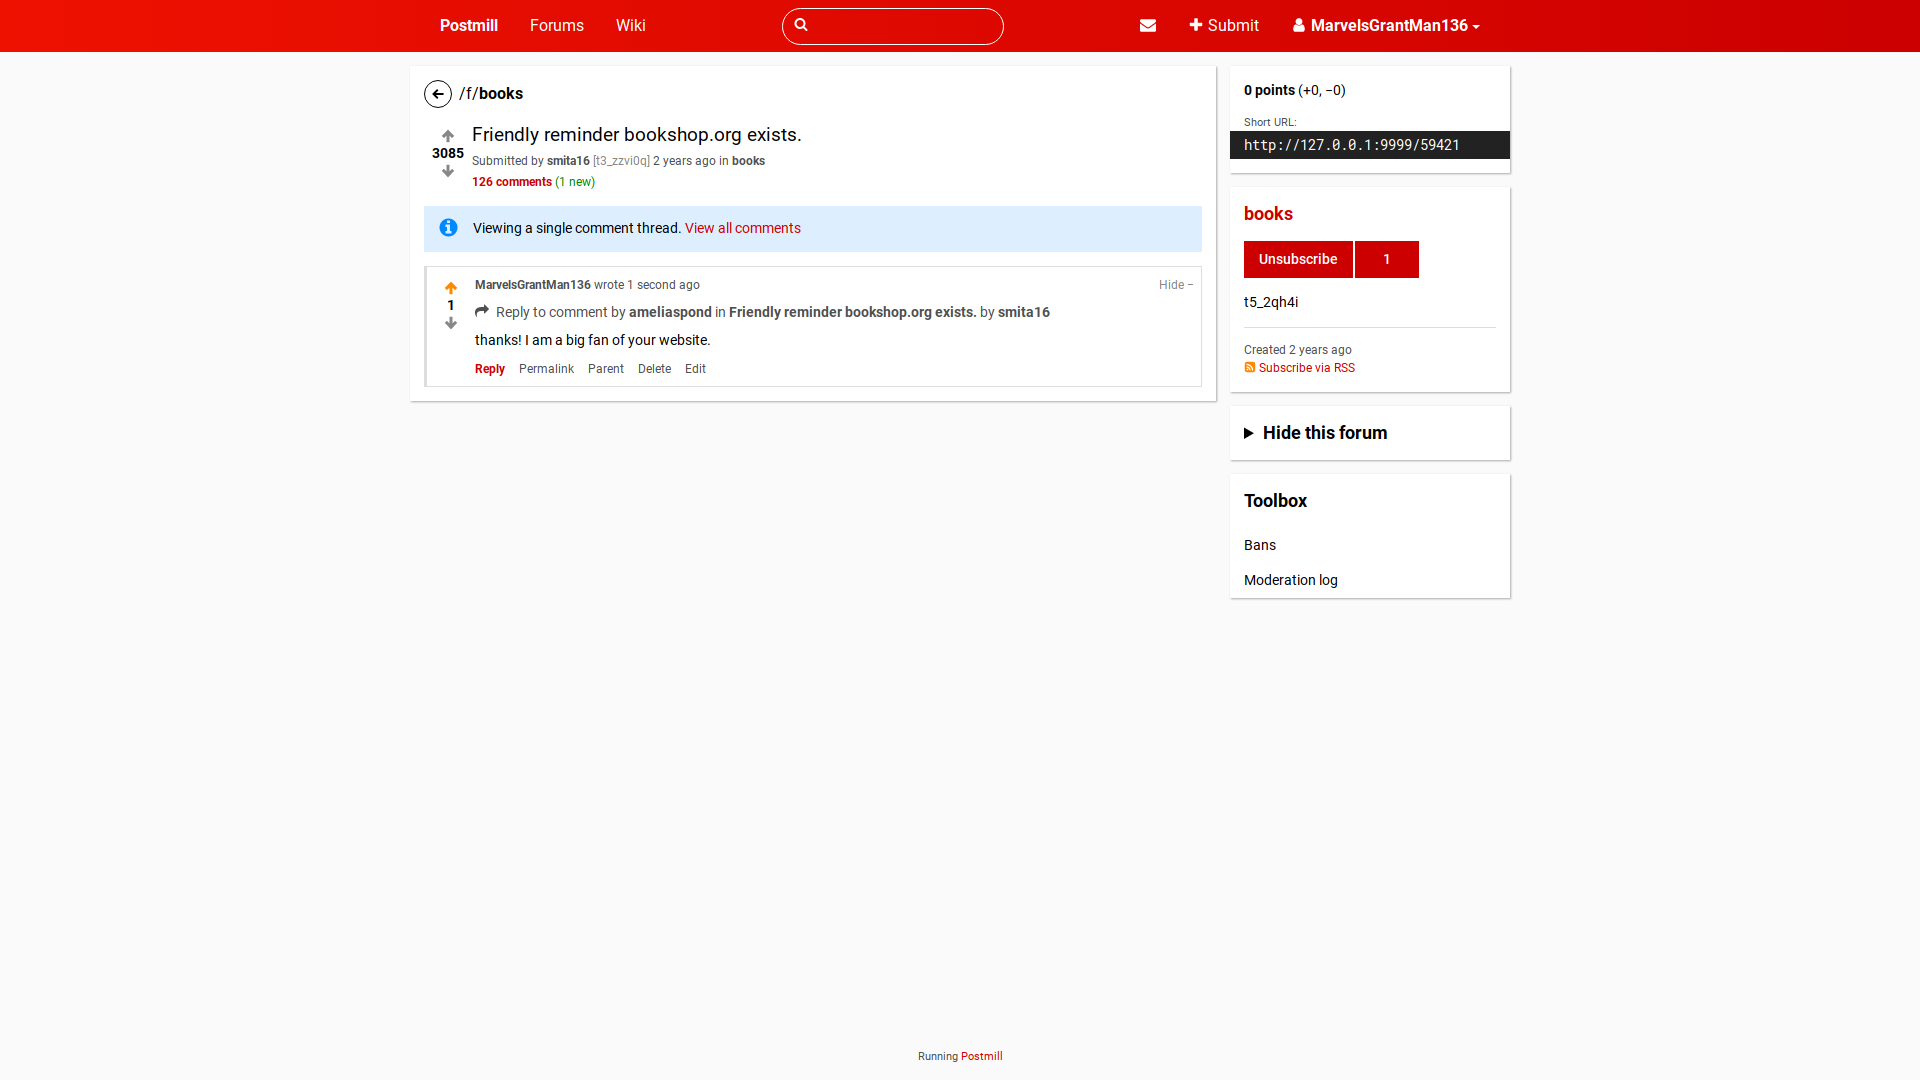 Postmill Forums Wiki Submit MarvelsGrantMan136
/f/books
3085
Friendly reminder bookshop.org exists.
Submitted by smita16 [t3_zzvi0q] 2 years ago in books
126 comments (1 new)
Viewing a single comment thread. View all comments
1
MarvelsGrantMan136 wrote 1 second ago
Hide −
Reply to comment by ameliaspond in Friendly reminder bookshop.org exists. by smita16
thanks! I am a big fan of your website.
Reply Permalink Parent Delete Edit
0 points (+0, −0)
Short URL:
http://127.0.0.1:9999/59421
books
Unsubscribe 1
t5_2qh4i
Created 2 years ago
Subscribe via RSS
Hide this forum
Toolbox
Bans
Moderation log
Running Postmill